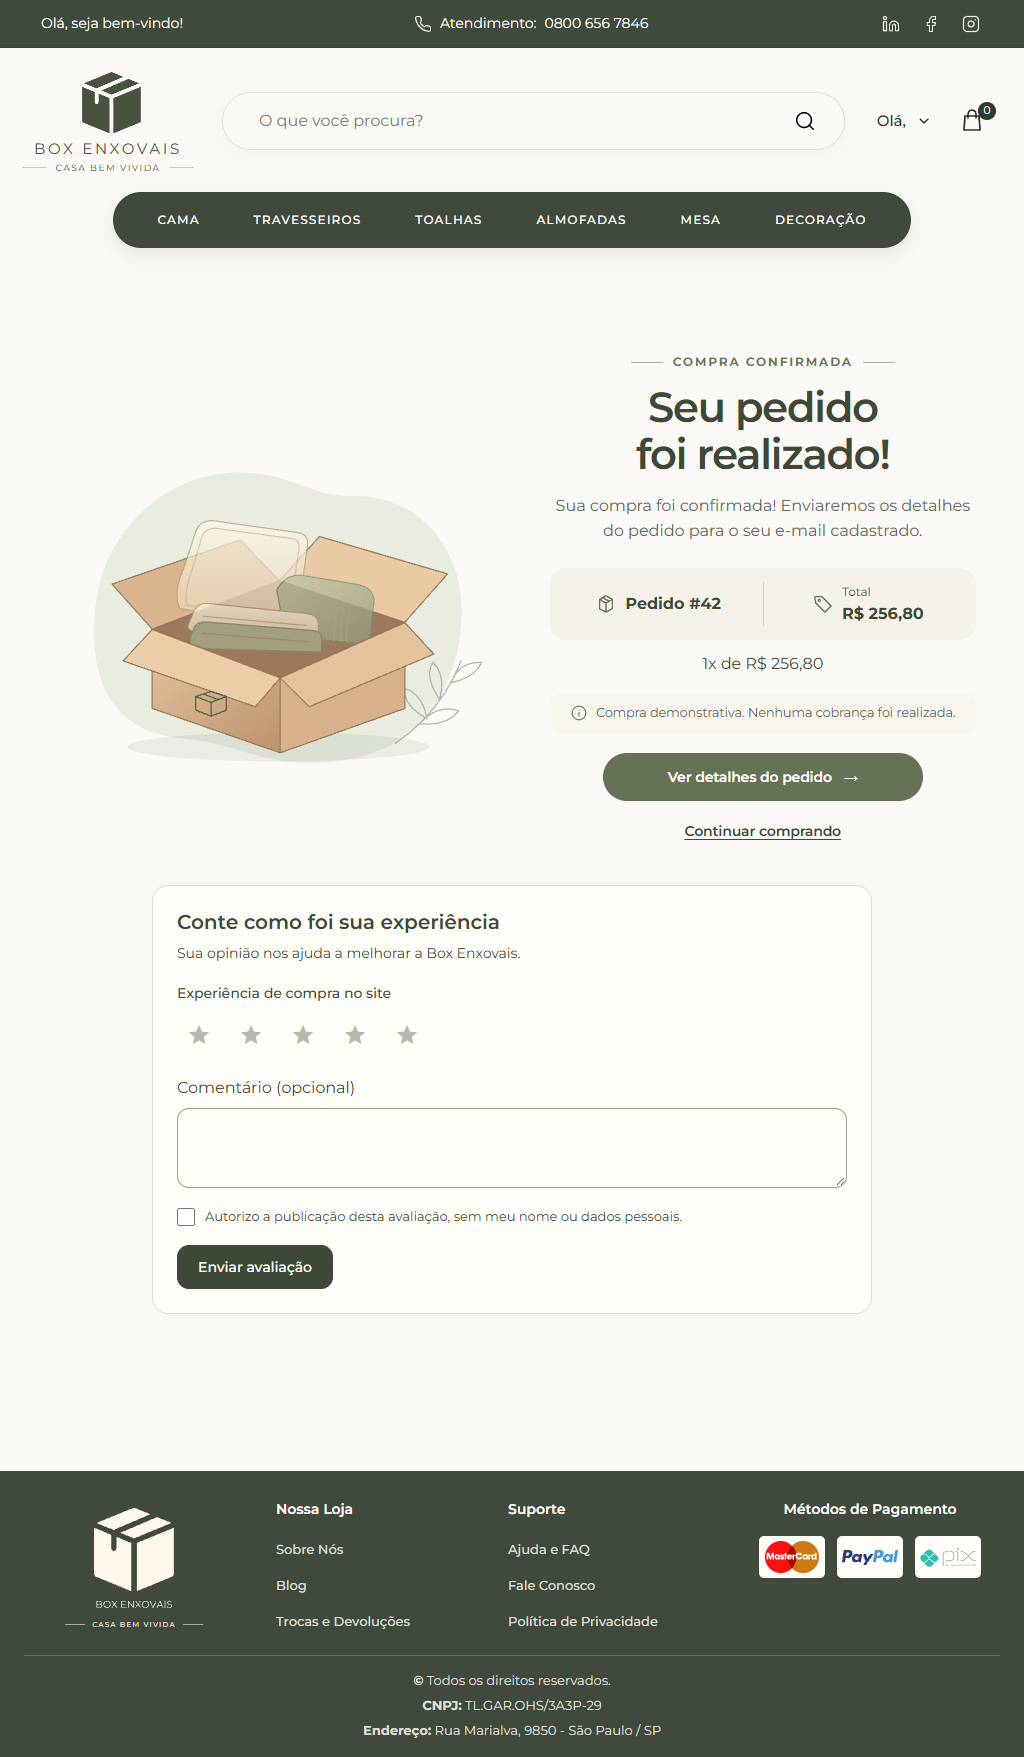 Olá, seja bem-vindo!
Atendimento: 0800 656 7846
BOX ENXOVAIS
CASA BEM VIVIDA
O que você procura?
Olá,
0
CAMA
TRAVESSEIROS
TOALHAS
ALMOFADAS
MESA
DECORAÇÃO
COMPRA CONFIRMADA
Seu pedido
foi realizado!
Sua compra foi confirmada! Enviaremos os detalhes
do pedido para o seu e-mail cadastrado.
Pedido #42
Total
R$ 256,80
1x de R$ 256,80
Compra demonstrativa. Nenhuma cobrança foi realizada.
Ver detalhes do pedido →
Continuar comprando
Conte como foi sua experiência
Sua opinião nos ajuda a melhorar a Box Enxovais.
Experiência de compra no site
Comentário (opcional)
Autorizo a publicação desta avaliação, sem meu nome ou dados pessoais.
Enviar avaliação
BOX ENXOVAIS
CASA BEM VIVIDA
Nossa Loja
Sobre Nós
Blog
Trocas e Devoluções
Suporte
Ajuda e FAQ
Fale Conosco
Política de Privacidade
Métodos de Pagamento
MasterCard
PayPal
pix
© Todos os direitos reservados.
CNPJ: TL.GAR.OHS/3A3P-29
Endereço: Rua Marialva, 9850 - São Paulo / SP